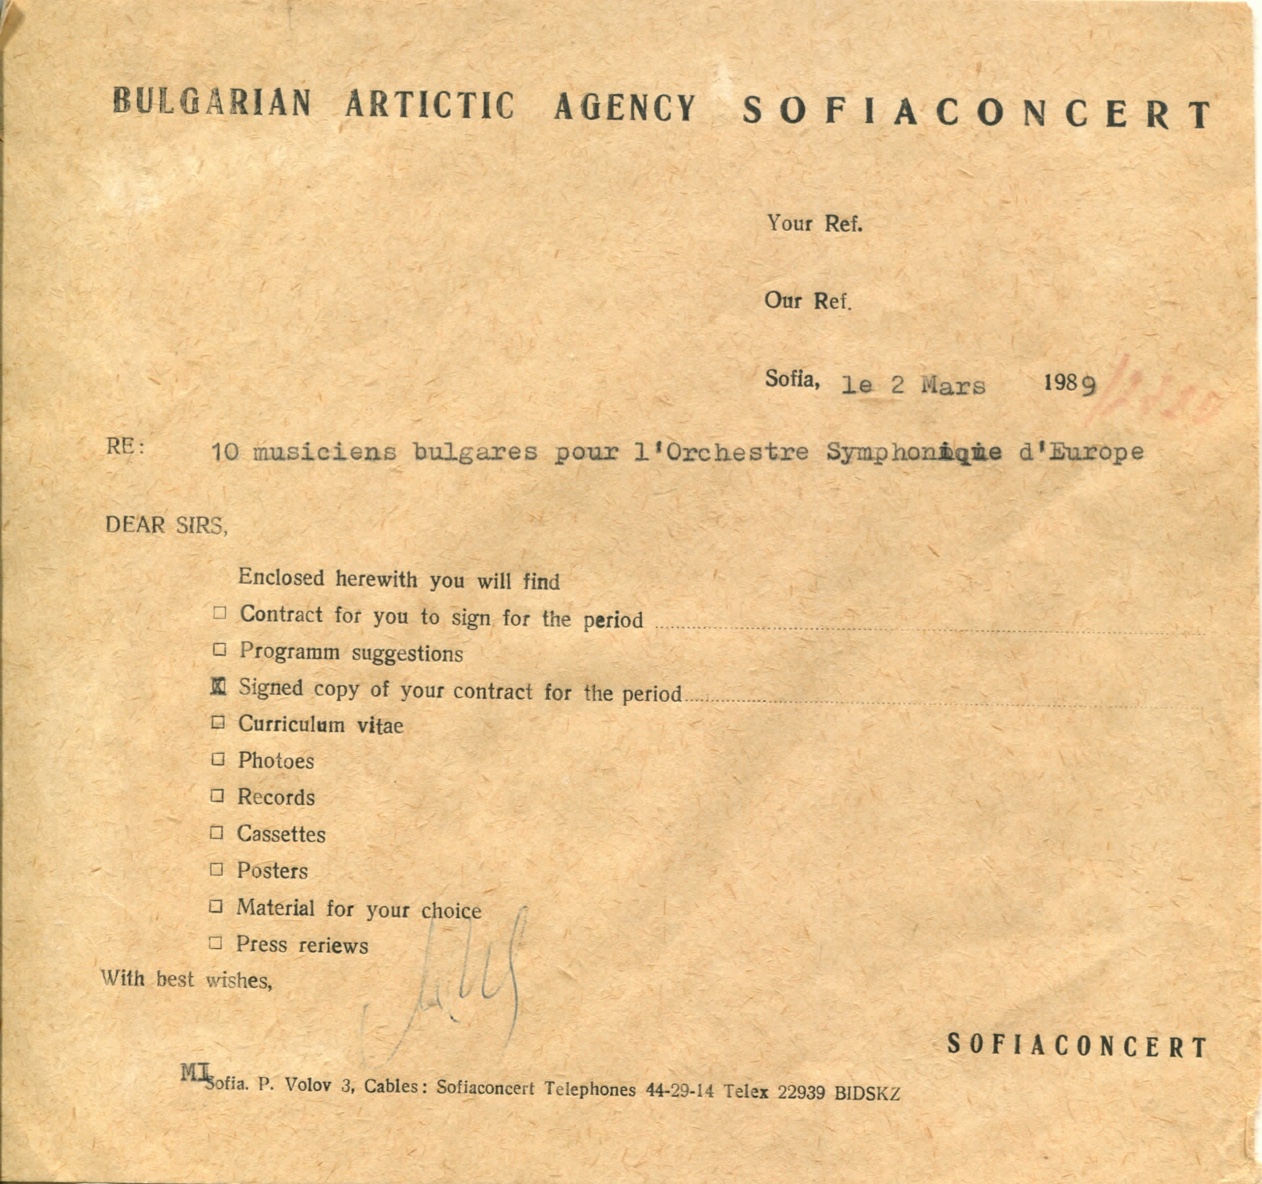 BULGARIAN ARTICTIC AGENCY SOFIACONCERT
Your Ref.
Our Ref.
Sofia, le 2 Mars 1989
RE: 10 musiciens bulgares pour l'Orchestre Symphonique d'Europe
DEAR SIRS,
Enclosed herewith you will find
☐ Contract for you to sign for the period
☐ Programm suggestions
☒ Signed copy of your contract for the period
☐ Curriculum vitae
☐ Photoes
☐ Records
☐ Cassettes
☐ Posters
☐ Material for your choice
☐ Press reriews
With best wishes,
SOFIACONCERT
MI
Sofia. P. Volov 3, Cables: Sofiaconcert Telephones 44-29-14 Telex 22939 BIDSKZ